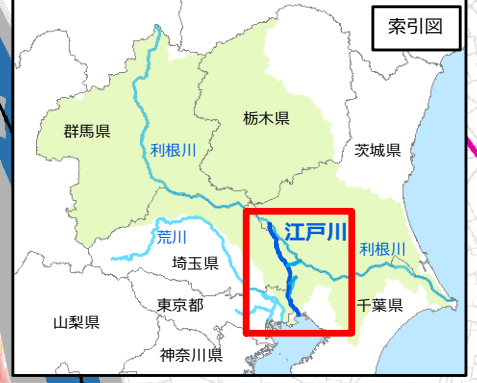 索引図
群馬県
栃木県
茨城県
利根川
江戸川
荒川
利根川
埼玉県
東京都
千葉県
山梨県
神奈川県